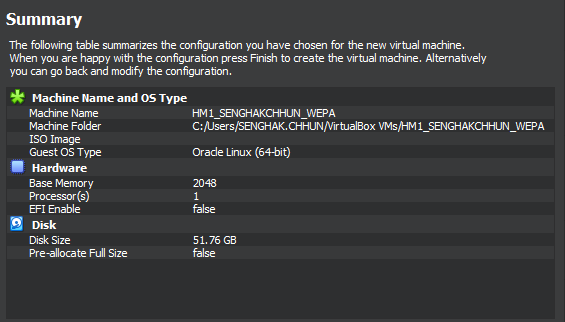 Summary
The following table summarizes the configuration you have chosen for the new virtual machine.
When you are happy with the configuration press Finish to create the virtual machine. Alternatively
you can go back and modify the configuration.
Machine Name and OS Type
Machine Name HM1_SENGHAKCHHUN_WEPA
Machine Folder C:/Users/SENGHAK.CHHUN/VirtualBox VMs/HM1_SENGHAKCHHUN_WEPA
ISO Image
Guest OS Type Oracle Linux (64-bit)
Hardware
Base Memory 2048
Processor(s) 1
EFI Enable false
Disk
Disk Size 51.76 GB
Pre-allocate Full Size false